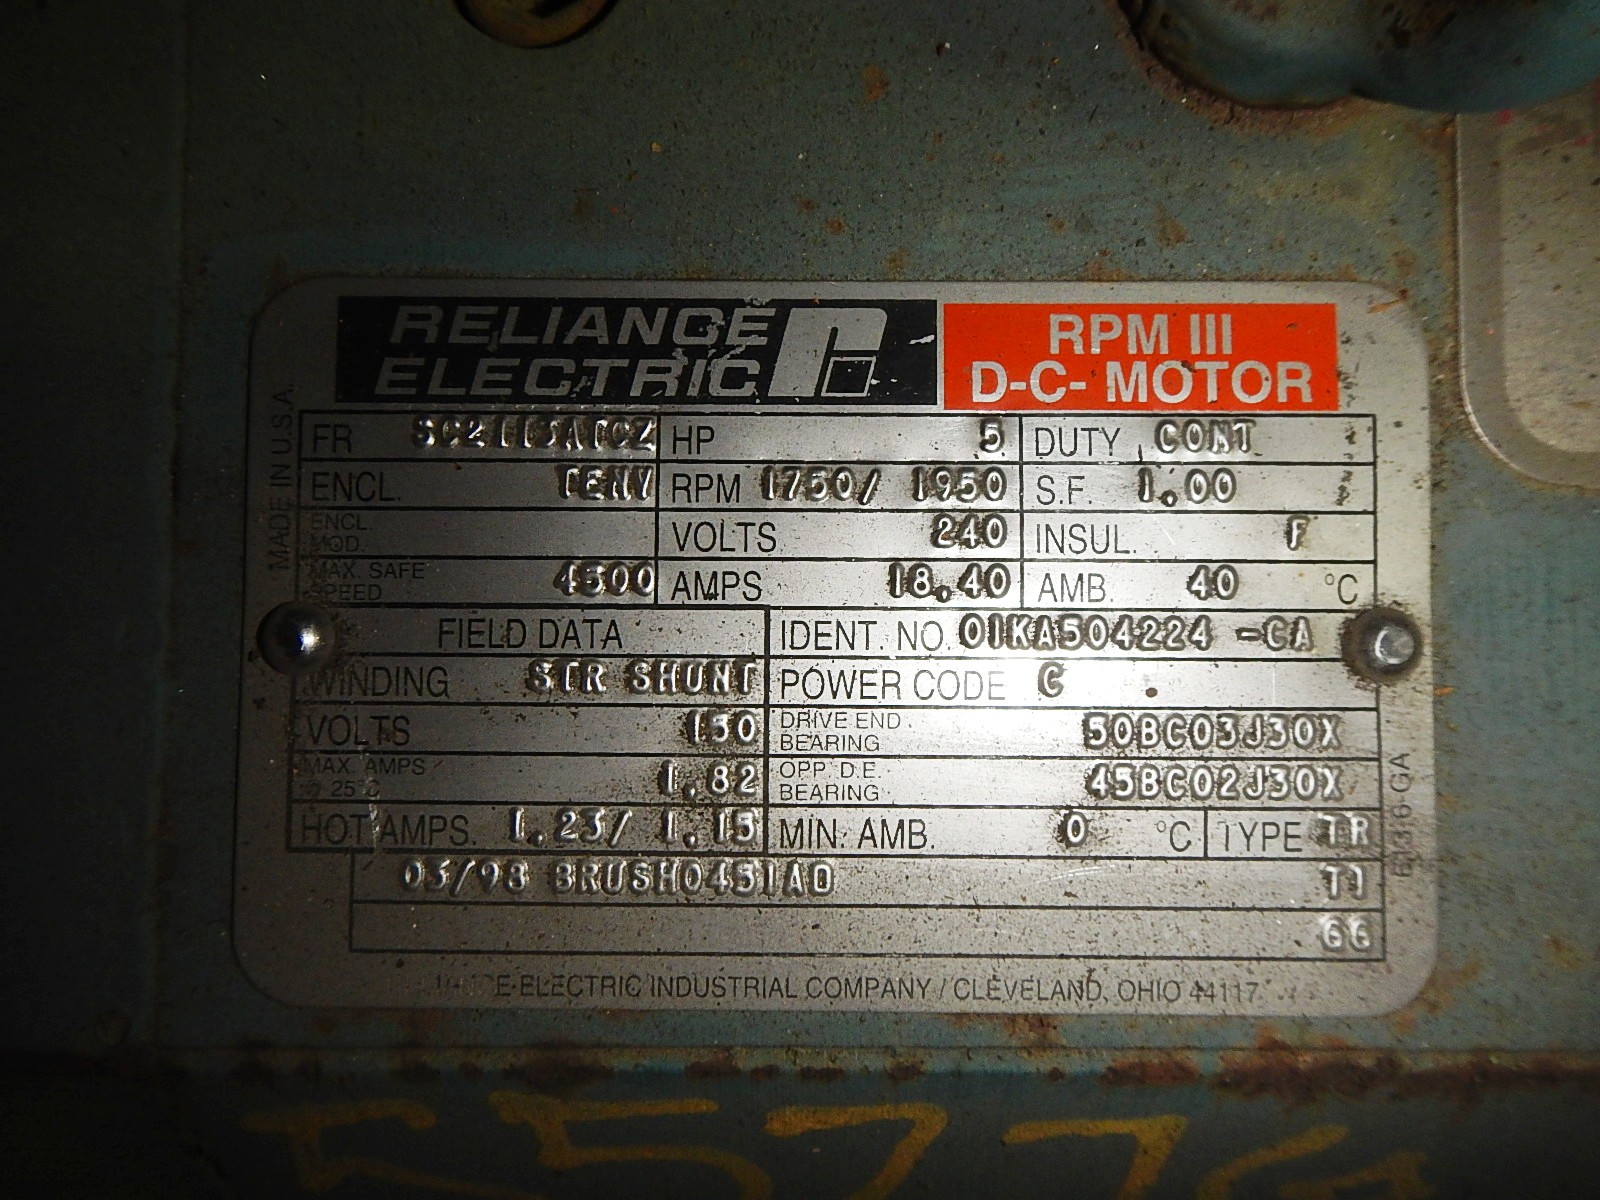 RELIANCE
ELECTRIC
RPM III
D-C- MOTOR
MADE IN U.S.A.
FR SC2113ATCZ HP 5 DUTY CONT
ENCL. TENV RPM 1750/ 1950 S.F. 1.00
ENCL. MOD. VOLTS 240 INSUL. F
MAX. SAFE SPEED 4500 AMPS 18.40 AMB. 40 °C
FIELD DATA IDENT. NO. 01KA504224 -CA
WINDING STR SHUNT POWER CODE C
VOLTS 150 DRIVE END BEARING 50BC03J30X
MAX. AMPS 25°C 1.82 OPP. D.E. BEARING 45BC02J30X
HOT AMPS. 1.23/ 1.15 MIN. AMB. 0 °C TYPE TR
03/98 BRUSH0451AD T1
GG
ELECTRIC INDUSTRIAL COMPANY / CLEVELAND, OHIO 44117